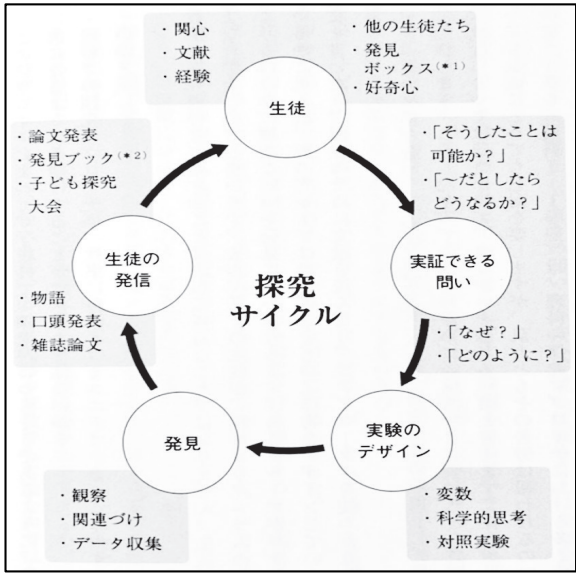 ・関心
・文献
・経験
・他の生徒たち
・発見
ボックス(*1)
・好奇心
生徒
・「そうしたことは
可能か？」
・「～だとしたら
どうなるか？」
実証できる
問い
・「なぜ？」
・「どのように？」
実験の
デザイン
・変数
・科学的思考
・対照実験
発見
・観察
・関連づけ
・データ収集
生徒の
発信
・論文発表
・発見ブック(*2)
・子ども探究
大会
・物語
・口頭発表
・雑誌論文
探究
サイクル